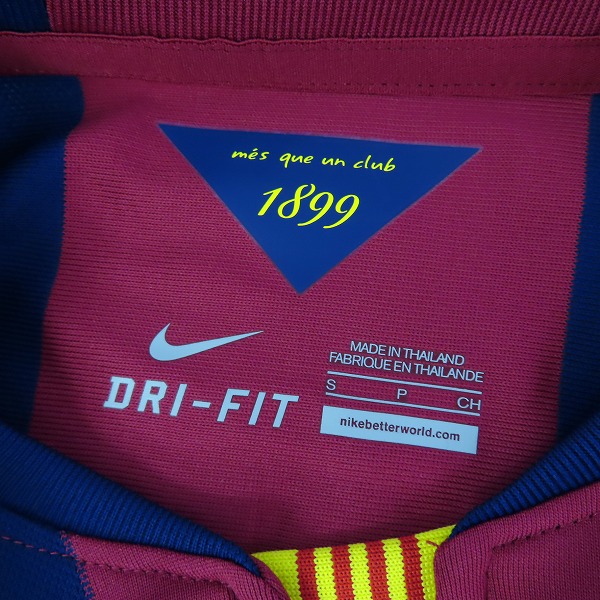 més que un club
1899
DRI-FIT
MADE IN THAILAND
FABRIQUE EN THAILANDE
S P CH
nikebetterworld.com